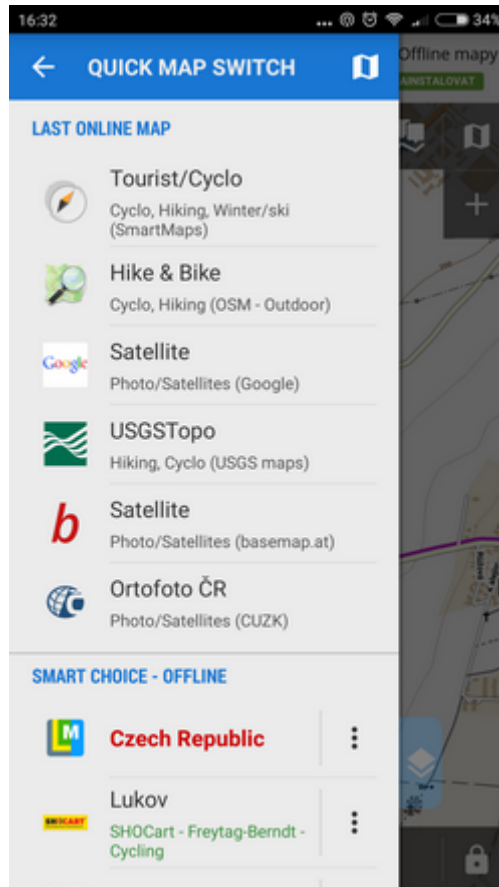 16:32
34%
QUICK MAP SWITCH
Offline mapy
LAST ONLINE MAP
Tourist/Cyclo
Cyclo, Hiking, Winter/ski
(SmartMaps)
Hike & Bike
Cyclo, Hiking (OSM - Outdoor)
Google
Satellite
Photo/Satellites (Google)
USGSTopo
Hiking, Cyclo (USGS maps)
b
Satellite
Photo/Satellites (basemap.at)
Ortofoto ČR
Photo/Satellites (CUZK)
SMART CHOICE - OFFLINE
LM
Czech Republic
SHOCART
Lukov
SHOCart - Freytag-Berndt -
Cycling